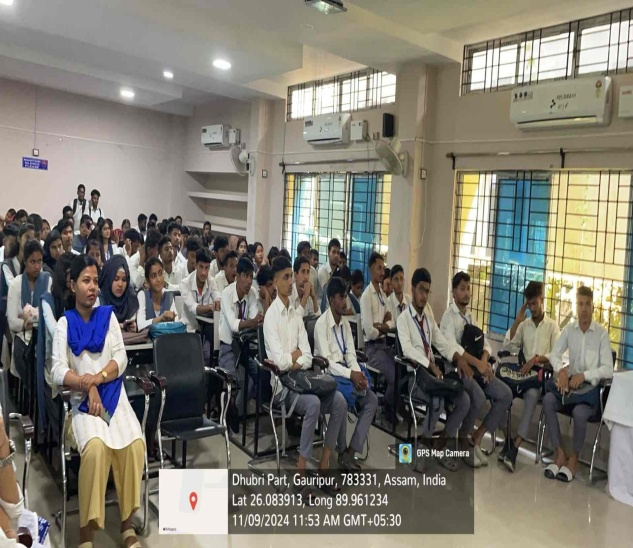 GPS Map Camera
Dhubri Part, Gauripur, 783331, Assam, India
Lat 26.083913, Long 89.961234
11/09/2024 11:53 AM GMT+05:30